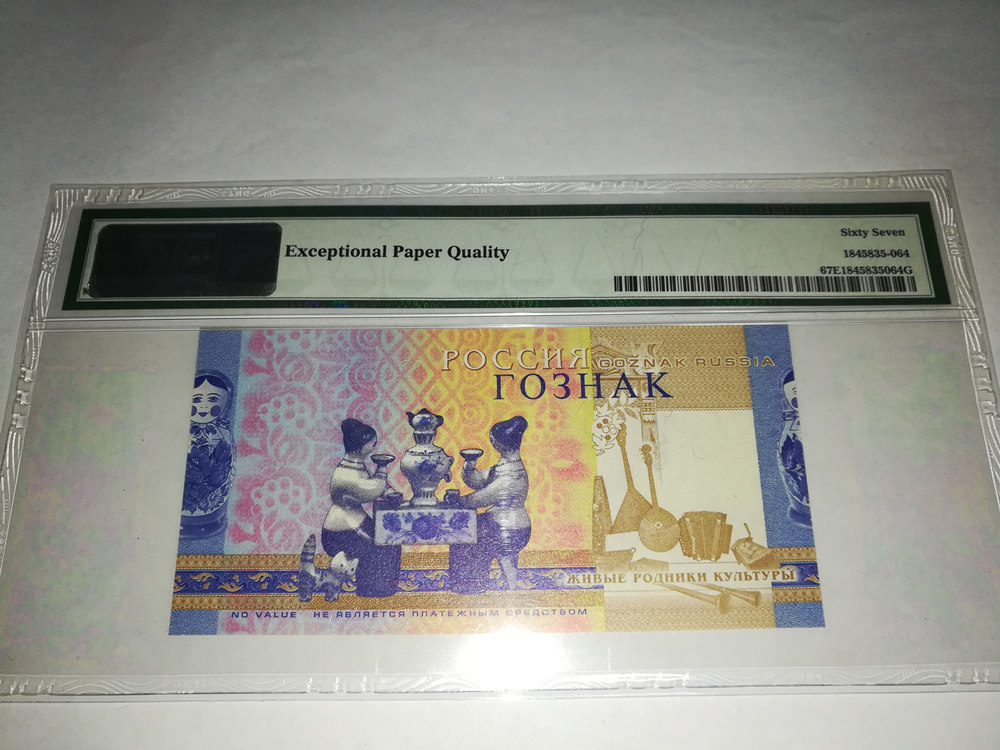 Exceptional Paper Quality
Sixty Seven
1845835-064
67E1845835064G
РОССИЯ
GOZNAK RUSSIA
ГОЗНАК
ЖИВЫЕ РОДНИКИ КУЛЬТУРЫ
NO VALUE НЕ ЯВЛЯЕТСЯ ПЛАТЕЖНЫМ СРЕДСТВОМ